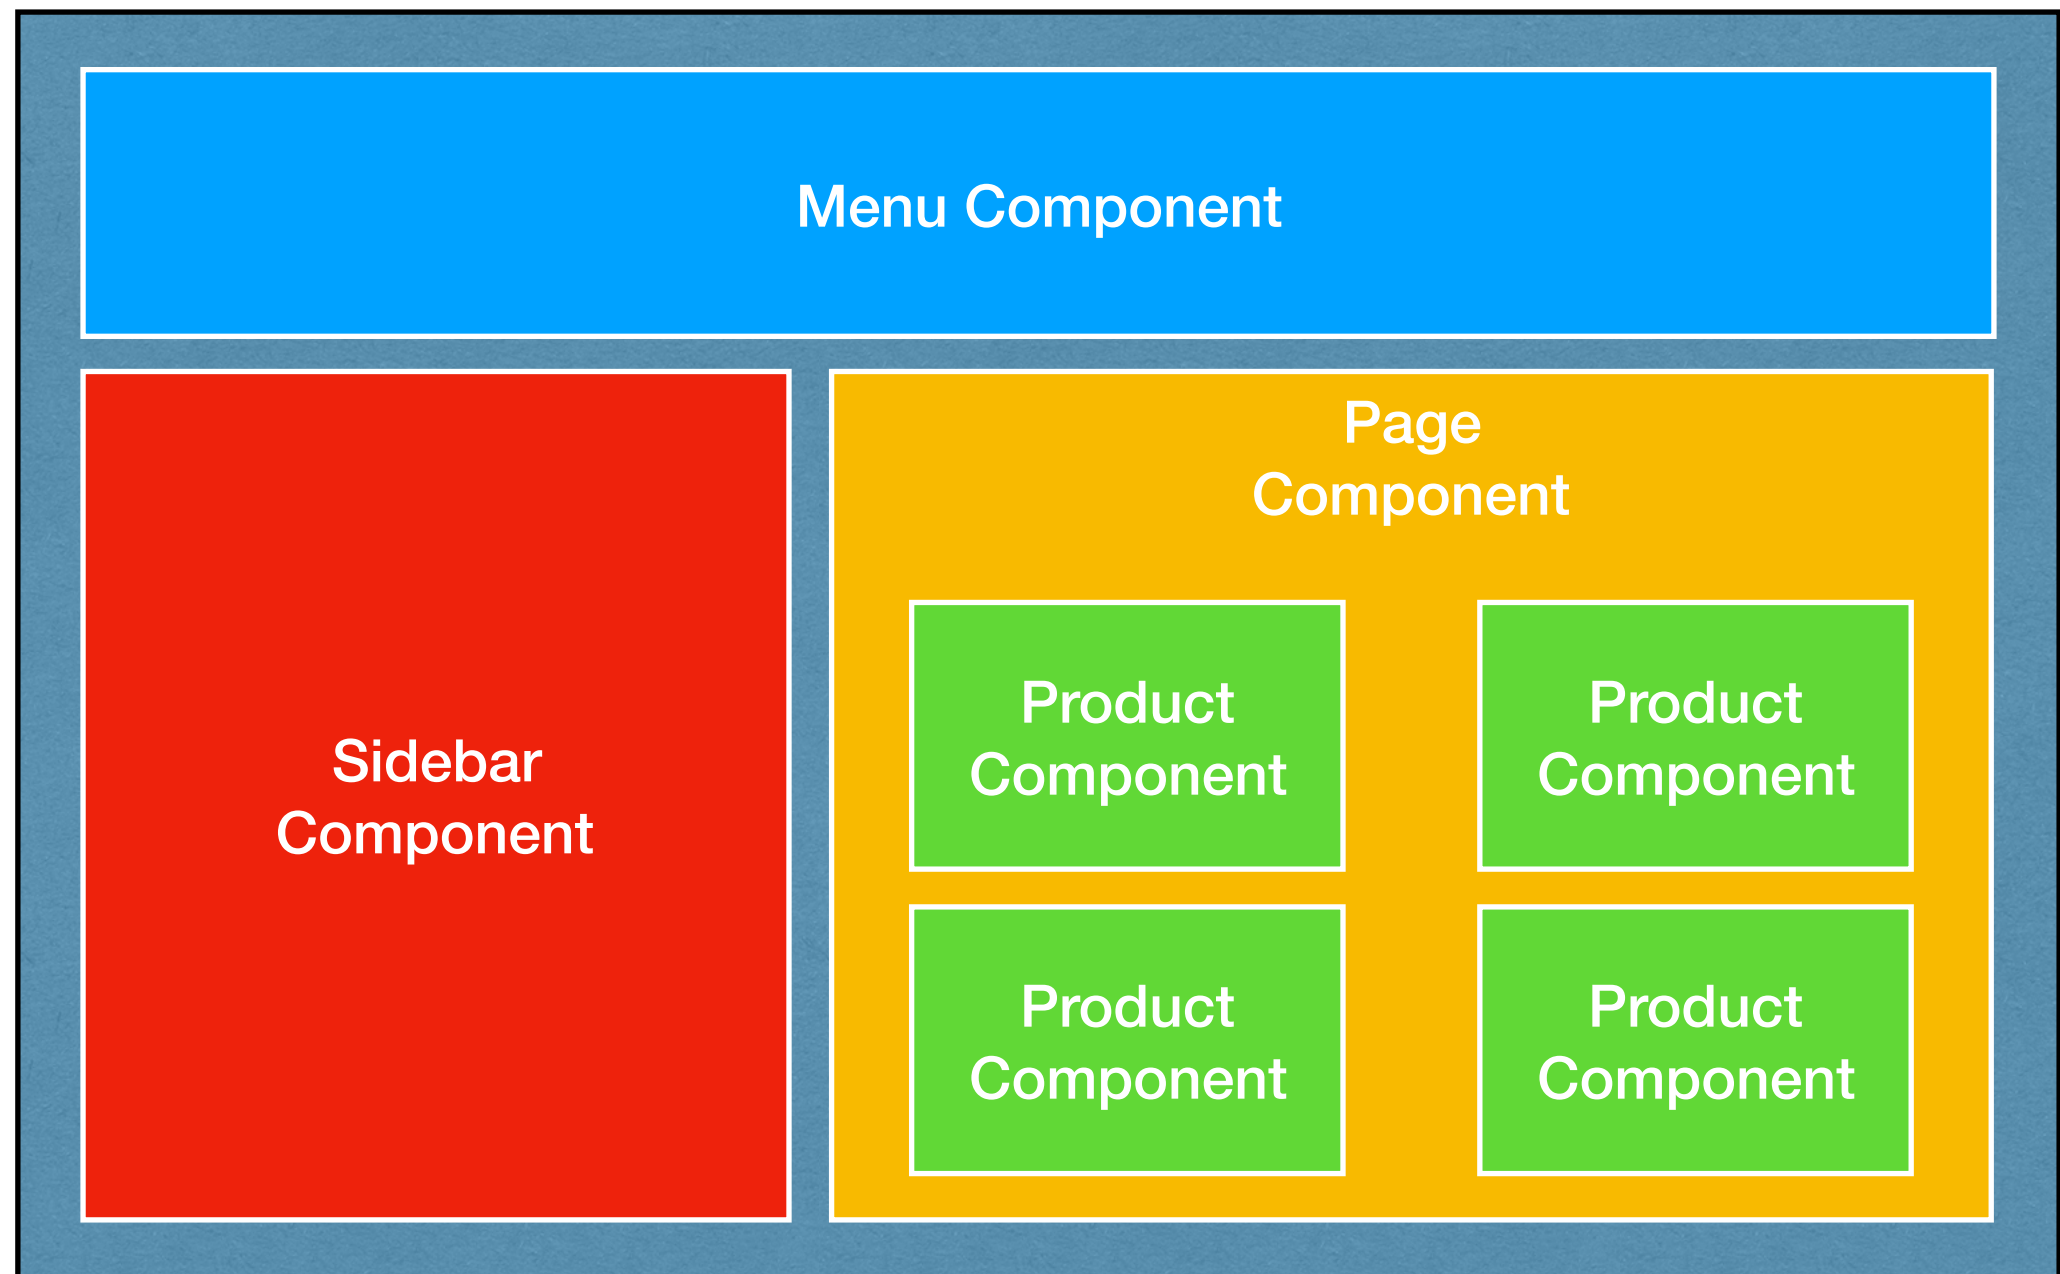 Menu Component
Sidebar
Component
Page
Component
Product
Component
Product
Component
Product
Component
Product
Component